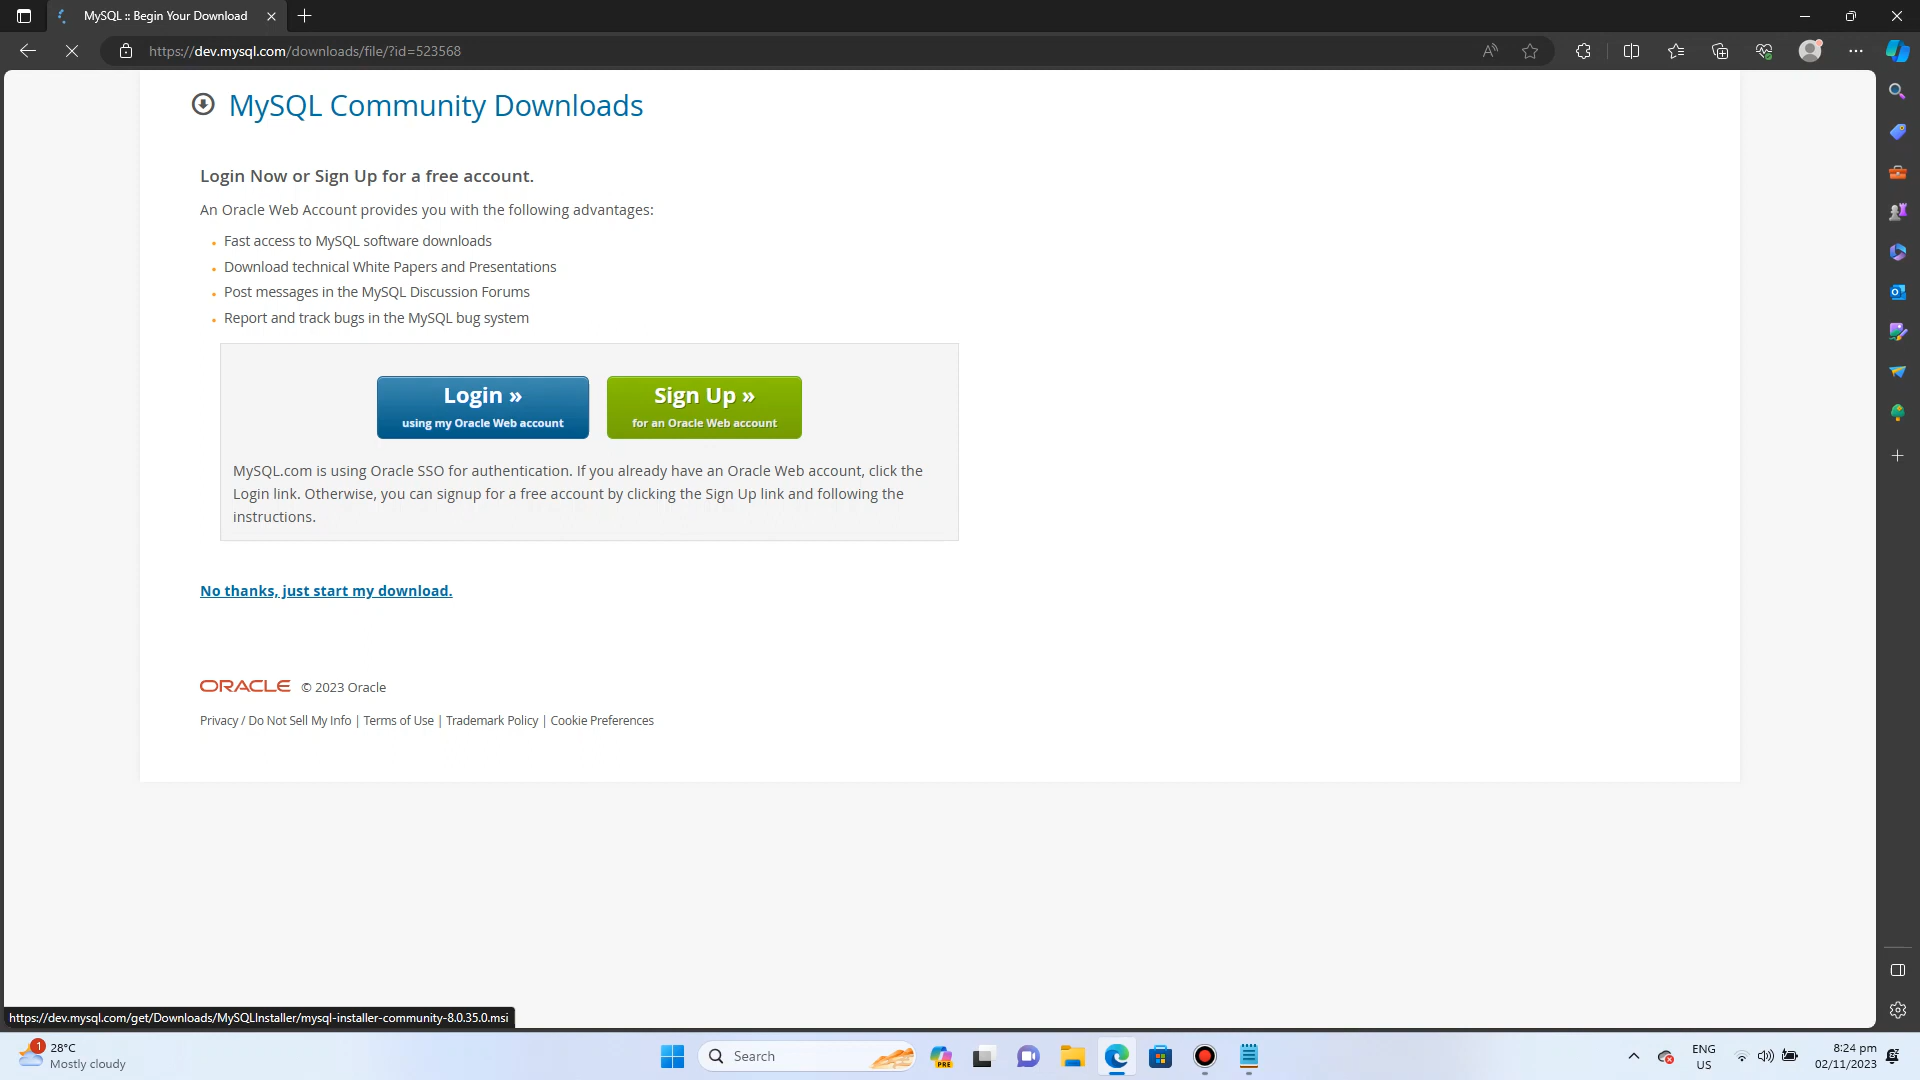 MySQL :: Begin Your Download
https://dev.mysql.com/downloads/file/?id=523568
MySQL Community Downloads
Login Now or Sign Up for a free account.
An Oracle Web Account provides you with the following advantages:
Fast access to MySQL software downloads
Download technical White Papers and Presentations
Post messages in the MySQL Discussion Forums
Report and track bugs in the MySQL bug system
Login » Sign Up »
using my Oracle Web account for an Oracle Web account
MySQL.com is using Oracle SSO for authentication. If you already have an Oracle Web account, click the
Login link. Otherwise, you can signup for a free account by clicking the Sign Up link and following the
instructions.
No thanks, just start my download.
ORACLE © 2023 Oracle
Privacy / Do Not Sell My Info | Terms of Use | Trademark Policy | Cookie Preferences
https://dev.mysql.com/get/Downloads/MySQLInstaller/mysql-installer-community-8.0.35.0.msi
1 28°C
Mostly cloudy
Search
PRE
ENG
US
8:24 pm
02/11/2023